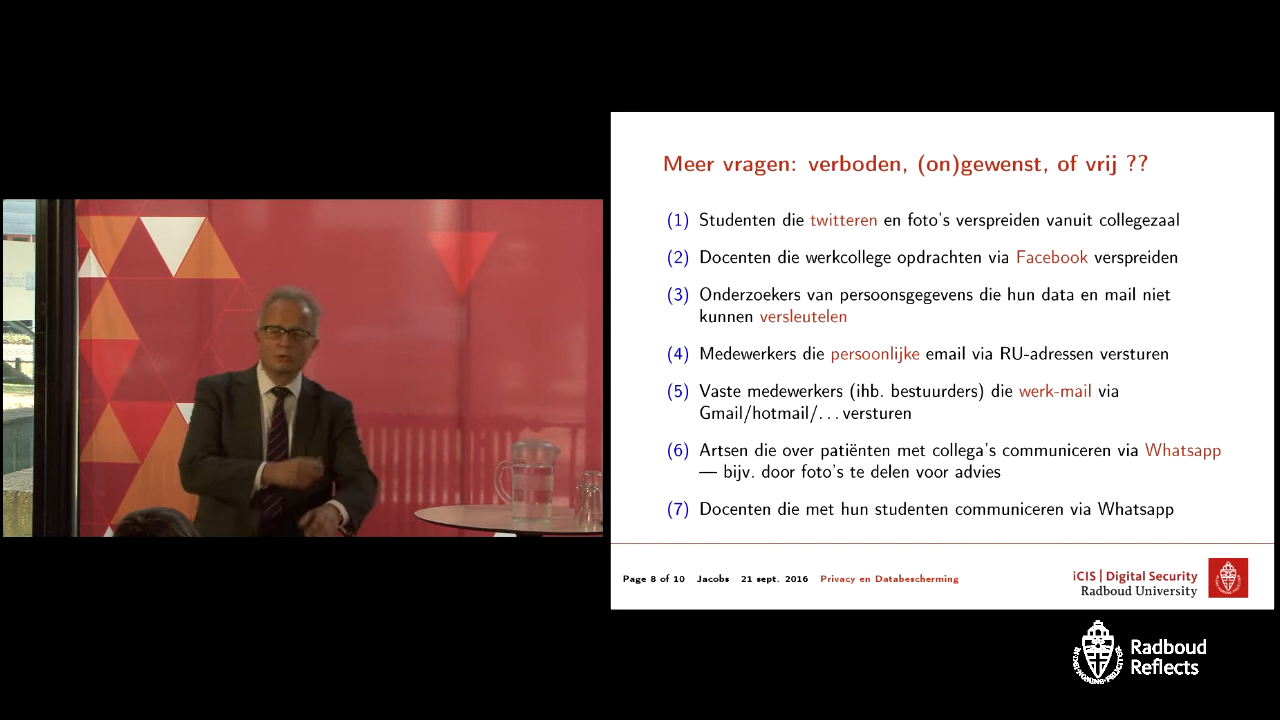 Meer vragen: verboden, (on)gewenst, of vrij ??
(1) Studenten die twitteren en foto's verspreiden vanuit collegezaal
(2) Docenten die werkcollege opdrachten via Facebook verspreiden
(3) Onderzoekers van persoonsgegevens die hun data en mail niet
kunnen versleutelen
(4) Medewerkers die persoonlijke email via RU-adressen versturen
(5) Vaste medewerkers (ihb. bestuurders) die werk-mail via
Gmail/hotmail/... versturen
(6) Artsen die over patiënten met collega's communiceren via Whatsapp
— bijv. door foto's te delen voor advies
(7) Docenten die met hun studenten communiceren via Whatsapp
Page 8 of 10 Jacobs 21 sept. 2016 Privacy en Databescherming
iCIS | Digital Security
Radboud University
Radboud
Reflects